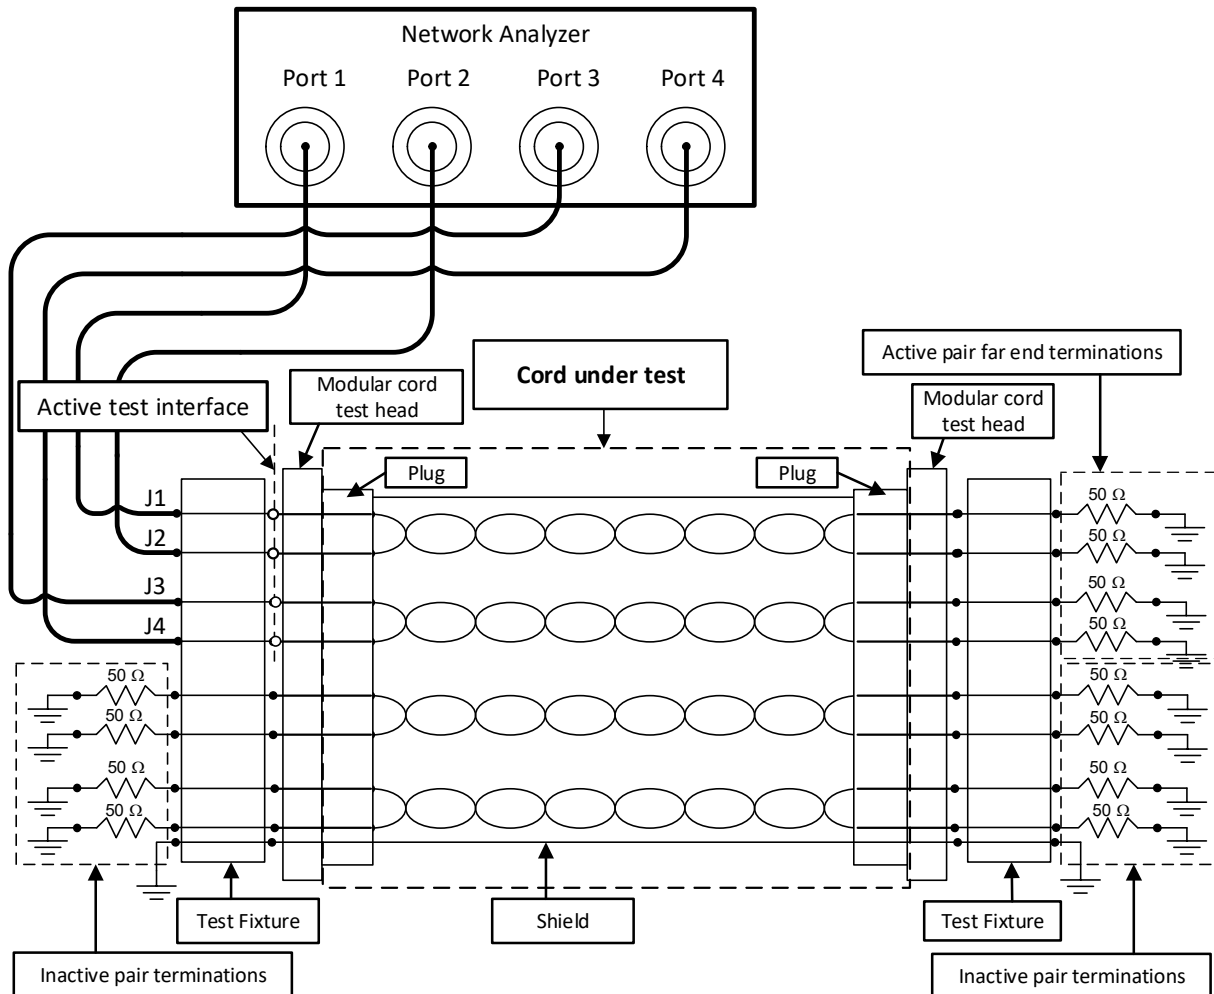 Network Analyzer
Port 1
Port 2
Port 3
Port 4
Active pair far end terminations
Cord under test
Modular cord
test head
Modular cord
test head
Active test interface
Plug
Plug
J1
J2
J3
J4
50 Ω
50 Ω
50 Ω
50 Ω
50 Ω
50 Ω
50 Ω
50 Ω
50 Ω
50 Ω
50 Ω
50 Ω
Test Fixture
Shield
Test Fixture
Inactive pair terminations
Inactive pair terminations